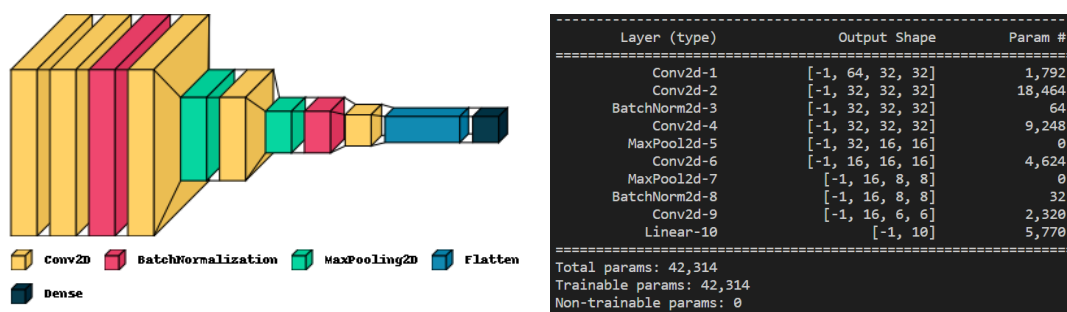 Conv2D BatchNormalization MaxPooling2D Flatten
Dense
----------------------------------------------------------------
Layer (type) Output Shape Param #
================================================================
Conv2d-1 [-1, 64, 32, 32] 1,792
Conv2d-2 [-1, 32, 32, 32] 18,464
BatchNorm2d-3 [-1, 32, 32, 32] 64
Conv2d-4 [-1, 32, 32, 32] 9,248
MaxPool2d-5 [-1, 32, 16, 16] 0
Conv2d-6 [-1, 16, 16, 16] 4,624
MaxPool2d-7 [-1, 16, 8, 8] 0
BatchNorm2d-8 [-1, 16, 8, 8] 32
Conv2d-9 [-1, 16, 6, 6] 2,320
Linear-10 [-1, 10] 5,770
================================================================
Total params: 42,314
Trainable params: 42,314
Non-trainable params: 0